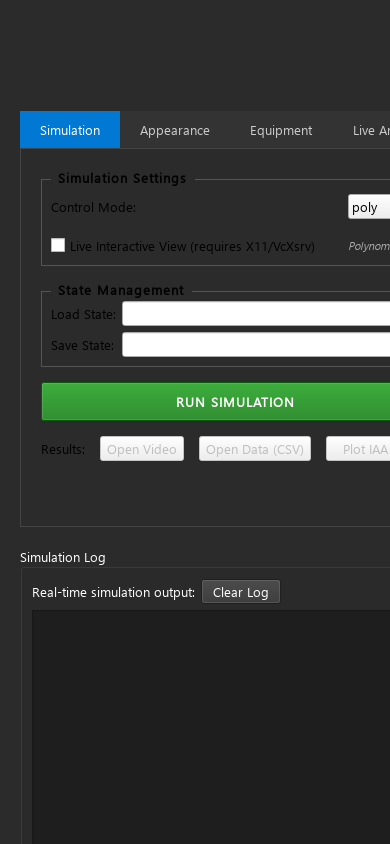 Simulation Appearance Equipment Live
Simulation Settings
Control Mode: poly
Live Interactive View (requires X11/VcXsrv)
State Management
Load State:
Save State:
RUN SIMULATION
Results: Open Video Open Data (CSV) Plot IAA
Simulation Log
Real-time simulation output: Clear Log